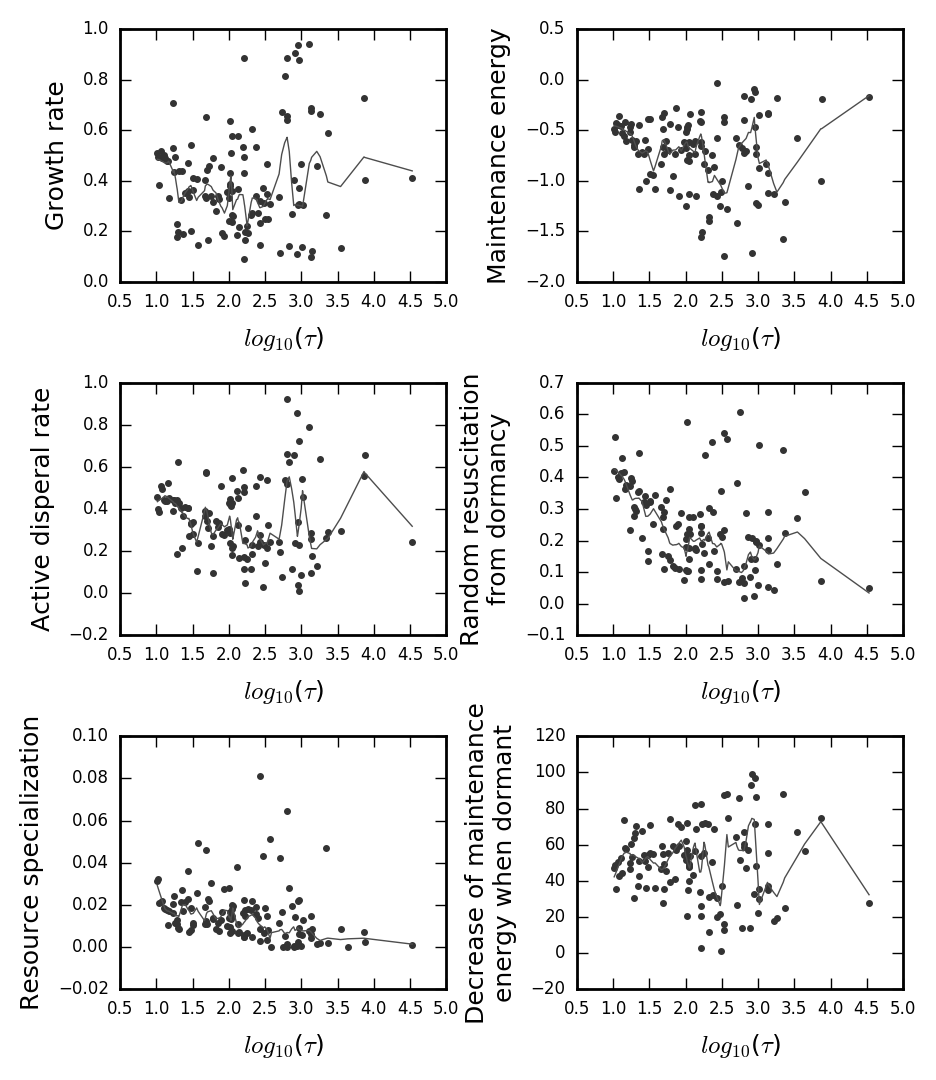 Growth rate
1.0
0.8
0.6
0.4
0.2
0.0
0.5 1.0 1.5 2.0 2.5 3.0 3.5 4.0 4.5 5.0
log10(τ)
Maintenance energy
0.5
0.0
−0.5
−1.0
−1.5
−2.0
0.5 1.0 1.5 2.0 2.5 3.0 3.5 4.0 4.5 5.0
log10(τ)
Active disperal rate
1.0
0.8
0.6
0.4
0.2
0.0
−0.2
0.5 1.0 1.5 2.0 2.5 3.0 3.5 4.0 4.5 5.0
log10(τ)
Random resuscitation
from dormancy
0.7
0.6
0.5
0.4
0.3
0.2
0.1
0.0
−0.1
0.5 1.0 1.5 2.0 2.5 3.0 3.5 4.0 4.5 5.0
log10(τ)
Resource specialization
0.10
0.08
0.06
0.04
0.02
0.00
−0.02
0.5 1.0 1.5 2.0 2.5 3.0 3.5 4.0 4.5 5.0
log10(τ)
Decrease of maintenance
energy when dormant
120
100
80
60
40
20
0
−20
0.5 1.0 1.5 2.0 2.5 3.0 3.5 4.0 4.5 5.0
log10(τ)